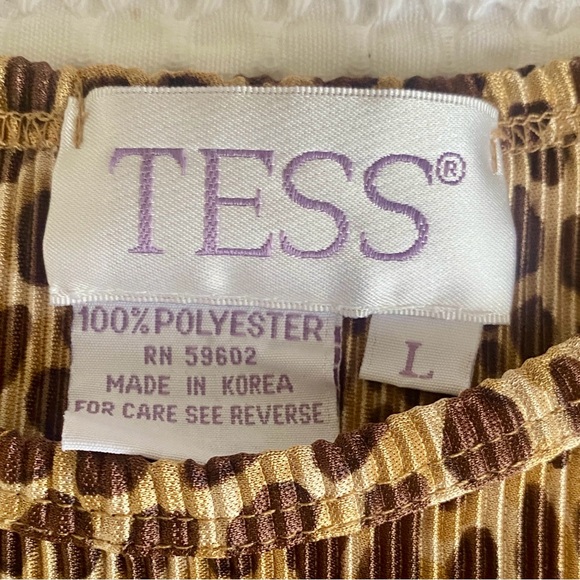 TESS®
100% POLYESTER
RN 59602
MADE IN KOREA
FOR CARE SEE REVERSE
L